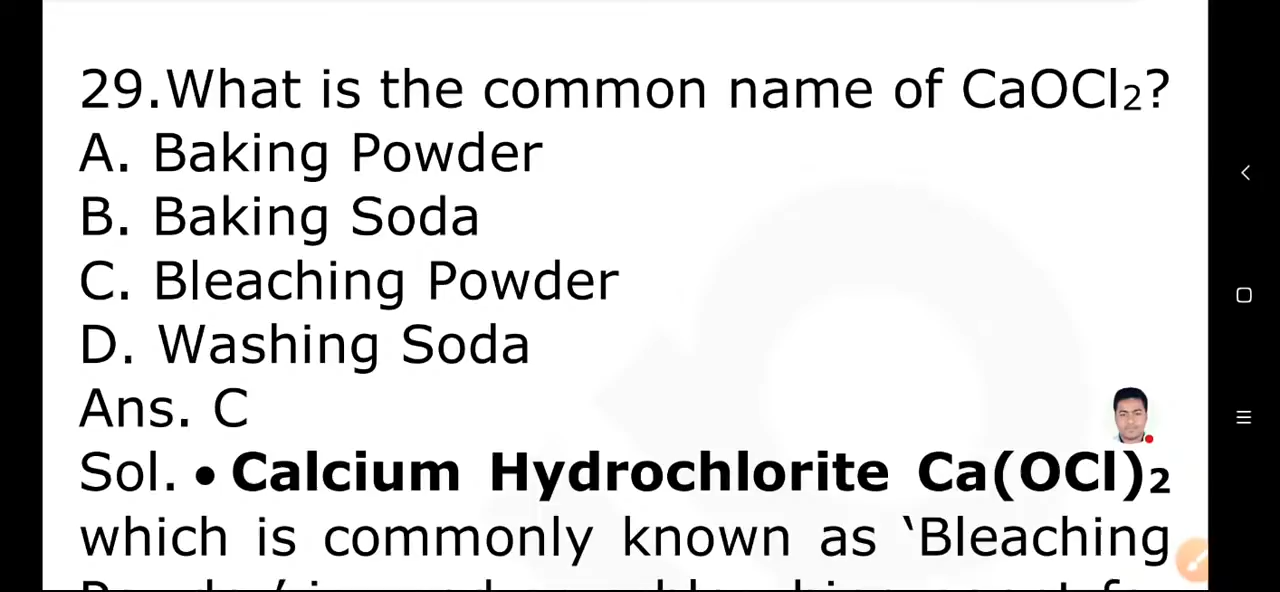 29.What is the common name of CaOCl₂?
A. Baking Powder
B. Baking Soda
C. Bleaching Powder
D. Washing Soda
Ans. C
Sol. • Calcium Hydrochlorite Ca(OCl)₂
which is commonly known as ‘Bleaching